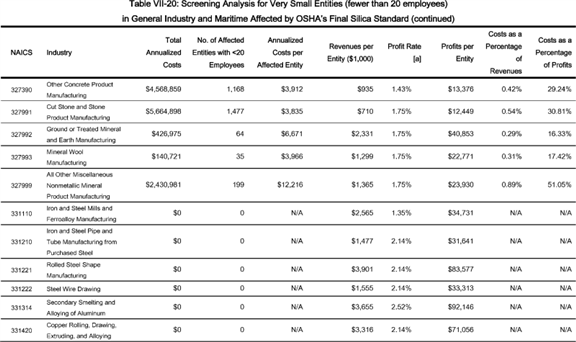 Table VII-20: Screening Analysis for Very Small Entities (fewer than 20 employees)
in General Industry and Maritime Affected by OSHA's Final Silica Standard (continued)
NAICS Industry Total Annualized Costs No. of Affected Entities with <20 Employees Annualized Costs per Affected Entity Revenues per Entity ($1,000) Profit Rate [a] Profits per Entity Costs as a Percentage of Revenues Costs as a Percentage of Profits
327390 Other Concrete Product Manufacturing $4,568,859 1,168 $3,912 $935 1.43% $13,376 0.42% 29.24%
327991 Cut Stone and Stone Product Manufacturing $5,664,898 1,477 $3,835 $710 1.75% $12,449 0.54% 30.81%
327992 Ground or Treated Mineral and Earth Manufacturing $426,975 64 $6,671 $2,331 1.75% $40,853 0.29% 16.33%
327993 Mineral Wool Manufacturing $140,721 35 $3,966 $1,299 1.75% $22,771 0.31% 17.42%
327999 All Other Miscellaneous Nonmetallic Mineral Product Manufacturing $2,430,981 199 $12,216 $1,365 1.75% $23,930 0.89% 51.05%
331110 Iron and Steel Mills and Ferroalloy Manufacturing $0 0 N/A $2,565 1.35% $34,731 N/A N/A
331210 Iron and Steel Pipe and Tube Manufacturing from Purchased Steel $0 0 N/A $1,477 2.14% $31,641 N/A N/A
331221 Rolled Steel Shape Manufacturing $0 0 N/A $3,901 2.14% $83,577 N/A N/A
331222 Steel Wire Drawing $0 0 N/A $1,555 2.14% $33,313 N/A N/A
331314 Secondary Smelting and Alloying of Aluminum $0 0 N/A $3,655 2.52% $92,146 N/A N/A
331420 Copper Rolling, Drawing, Extruding, and Alloying $0 0 N/A $3,316 2.14% $71,056 N/A N/A